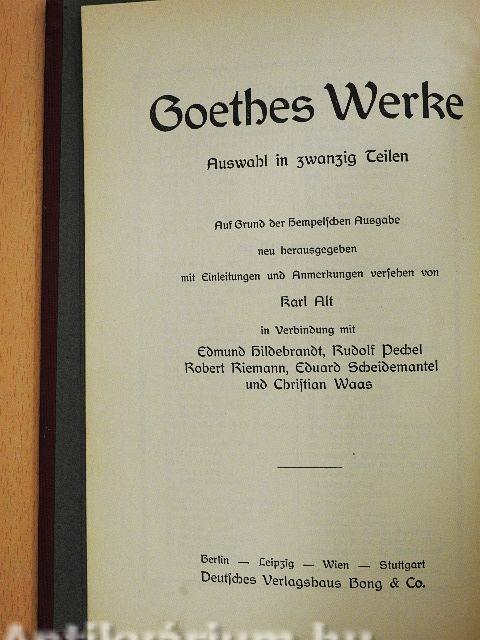 Goethes Werke
Auswahl in zwanzig Teilen
Auf Grund der Hempelschen Ausgabe
neu herausgegeben
mit Einleitungen und Anmerkungen versehen von
Karl Alt
in Verbindung mit
Edmund Hildebrandt, Rudolf Pechel
Robert Riemann, Eduard Scheidemantel
und Christian Waas
Berlin — Leipzig — Wien — Stuttgart
Deutsches Verlagshaus Bong & Co.
Antikvárium.hu